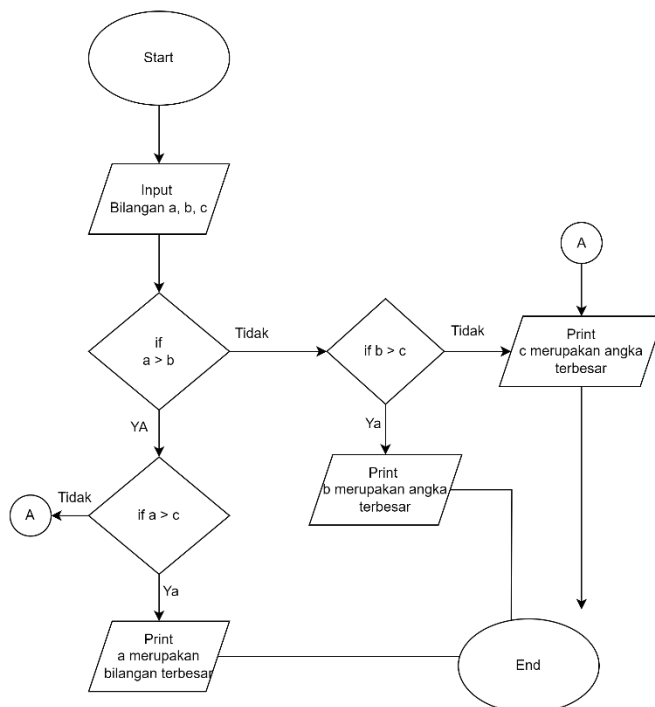 Start
Input
Bilangan a, b, c
A
if
a > b
Tidak
if b > c
Tidak
Print
c merupakan angka
terbesar
YA
Ya
Print
b merupakan angka
terbesar
A
Tidak
if a > c
Ya
Print
a merupakan
bilangan terbesar
End